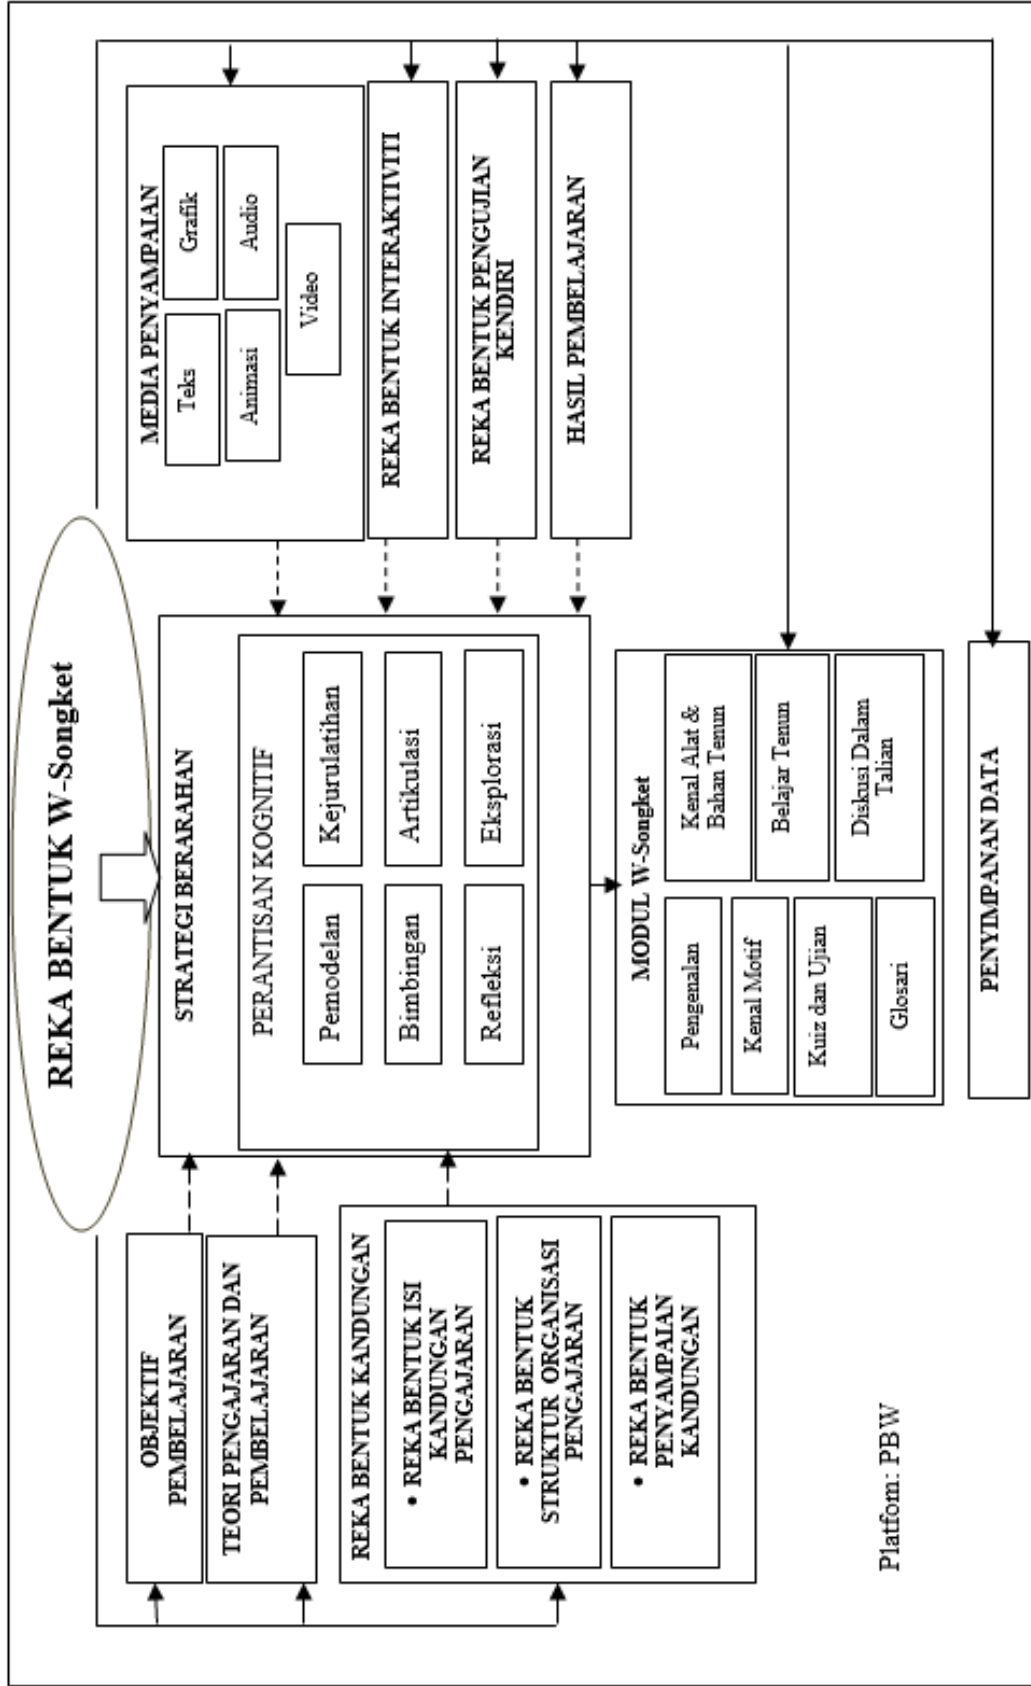 REKA BENTUK W-Songket
OBJEKTIF
PEMBELAJARAN
TEORI PENGAJARAN DAN
PEMBELAJARAN
REKA BENTUK KANDUNGAN
• REKA BENTUK ISI
KANDUNGAN
PENGAJARAN
• REKA BENTUK
STRUKTUR ORGANISASI
PENGAJARAN
• REKA BENTUK
PENYAMPAIAN
KANDUNGAN
Platfom: PBW
STRATEGI BERARAHAN
PERANTISAN KOGNITIF
Pemodelan
Kejurulatihan
Bimbingan
Artikulasi
Refleksi
Eksplorasi
MODUL W-Songket
Pengenalan
Kenal Alat &
Bahan Tenun
Kenal Motif
Belajar Tenun
Kuiz dan Ujian
Diskusi Dalam
Talian
Glosari
PENYIMPANAN DATA
MEDIA PENYAMPAIAN
Teks
Grafik
Animasi
Audio
Video
REKA BENTUK INTERAKTIVITI
REKA BENTUK PENGUJIAN
KENDIRI
HASIL PEMBELAJARAN